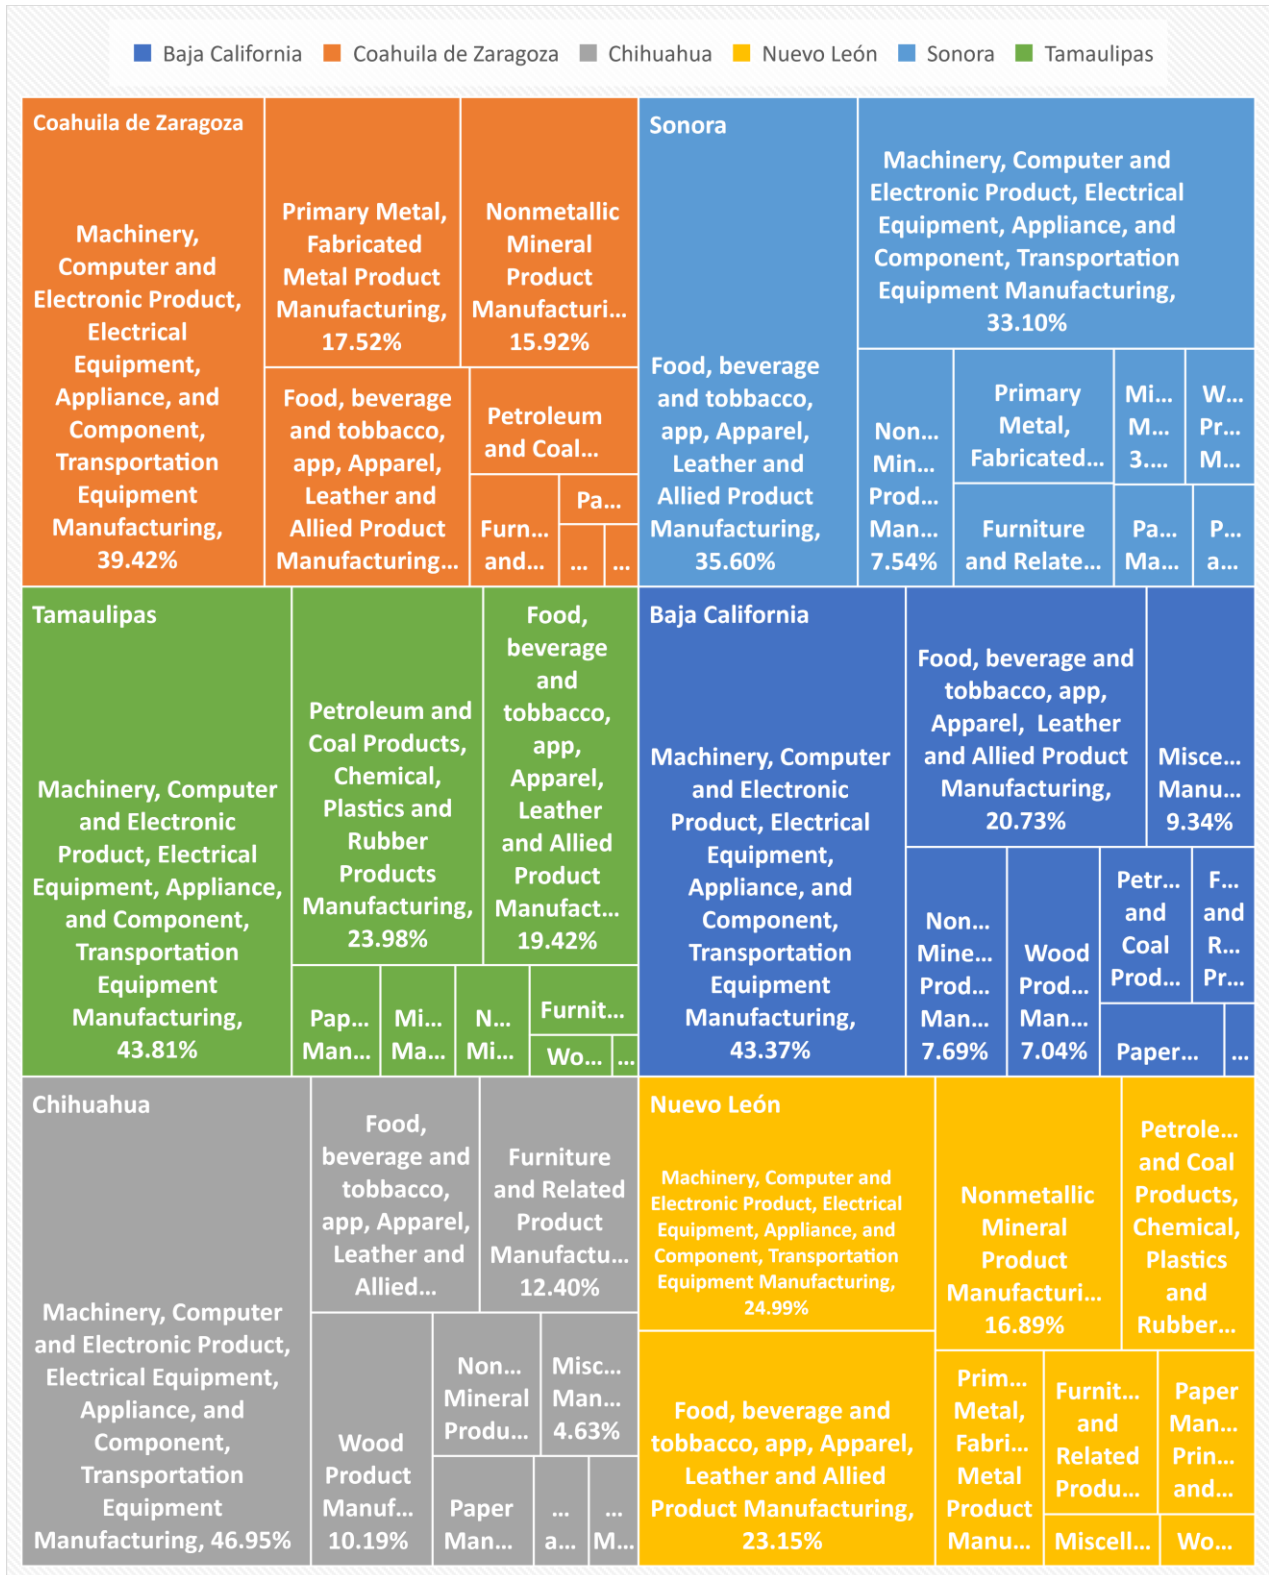 Baja California
Coahuila de Zaragoza
Chihuahua
Nuevo León
Sonora
Tamaulipas
Coahuila de Zaragoza
Machinery,
Computer and
Electronic Product,
Electrical
Equipment,
Appliance, and
Component,
Transportation
Equipment
Manufacturing,
39.42%
Primary Metal,
Fabricated
Metal Product
Manufacturing,
17.52%
Nonmetallic
Mineral
Product
Manufacturi...
15.92%
Food, beverage
and tobbacco,
app, Apparel,
Leather and
Allied Product
Manufacturing...
Petroleum
and Coal...
Furn...
and...
Pa...
...
...
Sonora
Food, beverage
and tobbacco,
app, Apparel,
Leather and
Allied Product
Manufacturing,
35.60%
Machinery, Computer and
Electronic Product, Electrical
Equipment, Appliance, and
Component, Transportation
Equipment Manufacturing,
33.10%
Non...
Min...
Prod...
Man...
7.54%
Primary
Metal,
Fabricated...
Furniture
and Relate...
Mi...
M...
3....
W...
Pr...
M...
Pa...
Ma...
P...
a...
Tamaulipas
Machinery, Computer
and Electronic
Product, Electrical
Equipment, Appliance,
and Component,
Transportation
Equipment
Manufacturing,
43.81%
Petroleum and
Coal Products,
Chemical,
Plastics and
Rubber
Products
Manufacturing,
23.98%
Food,
beverage
and
tobbacco,
app,
Apparel,
Leather
and Allied
Product
Manufact...
19.42%
Pap...
Man...
Mi...
Ma...
N...
Mi...
Furnit...
Wo...
...
Baja California
Machinery, Computer
and Electronic
Product, Electrical
Equipment,
Appliance, and
Component,
Transportation
Equipment
Manufacturing,
43.37%
Food, beverage and
tobbacco, app,
Apparel, Leather
and Allied Product
Manufacturing,
20.73%
Misce...
Manu...
9.34%
Non...
Mine...
Prod...
Man...
7.69%
Wood
Prod...
Man...
7.04%
Petr...
and
Coal
Prod...
F...
and
R...
Pr...
Paper...
...
Chihuahua
Machinery, Computer
and Electronic Product,
Electrical Equipment,
Appliance, and
Component,
Transportation
Equipment
Manufacturing, 46.95%
Food,
beverage and
tobbacco,
app, Apparel,
Leather and
Allied...
Furniture
and Related
Product
Manufactu...
12.40%
Wood
Product
Manuf...
10.19%
Non...
Mineral
Produ...
Misc...
Man...
4.63%
Paper
Man...
...
a...
...
M...
Nuevo León
Machinery, Computer and
Electronic Product, Electrical
Equipment, Appliance, and
Component, Transportation
Equipment Manufacturing,
24.99%
Food, beverage and
tobbacco, app, Apparel,
Leather and Allied
Product Manufacturing,
23.15%
Nonmetallic
Mineral
Product
Manufacturi...
16.89%
Petrole...
and Coal
Products,
Chemical,
Plastics
and
Rubber...
Prim...
Metal,
Fabri...
Metal
Product
Manu...
Furnit...
and
Related
Produ...
Paper
Man...
Prin...
and...
Miscell...
Wo...